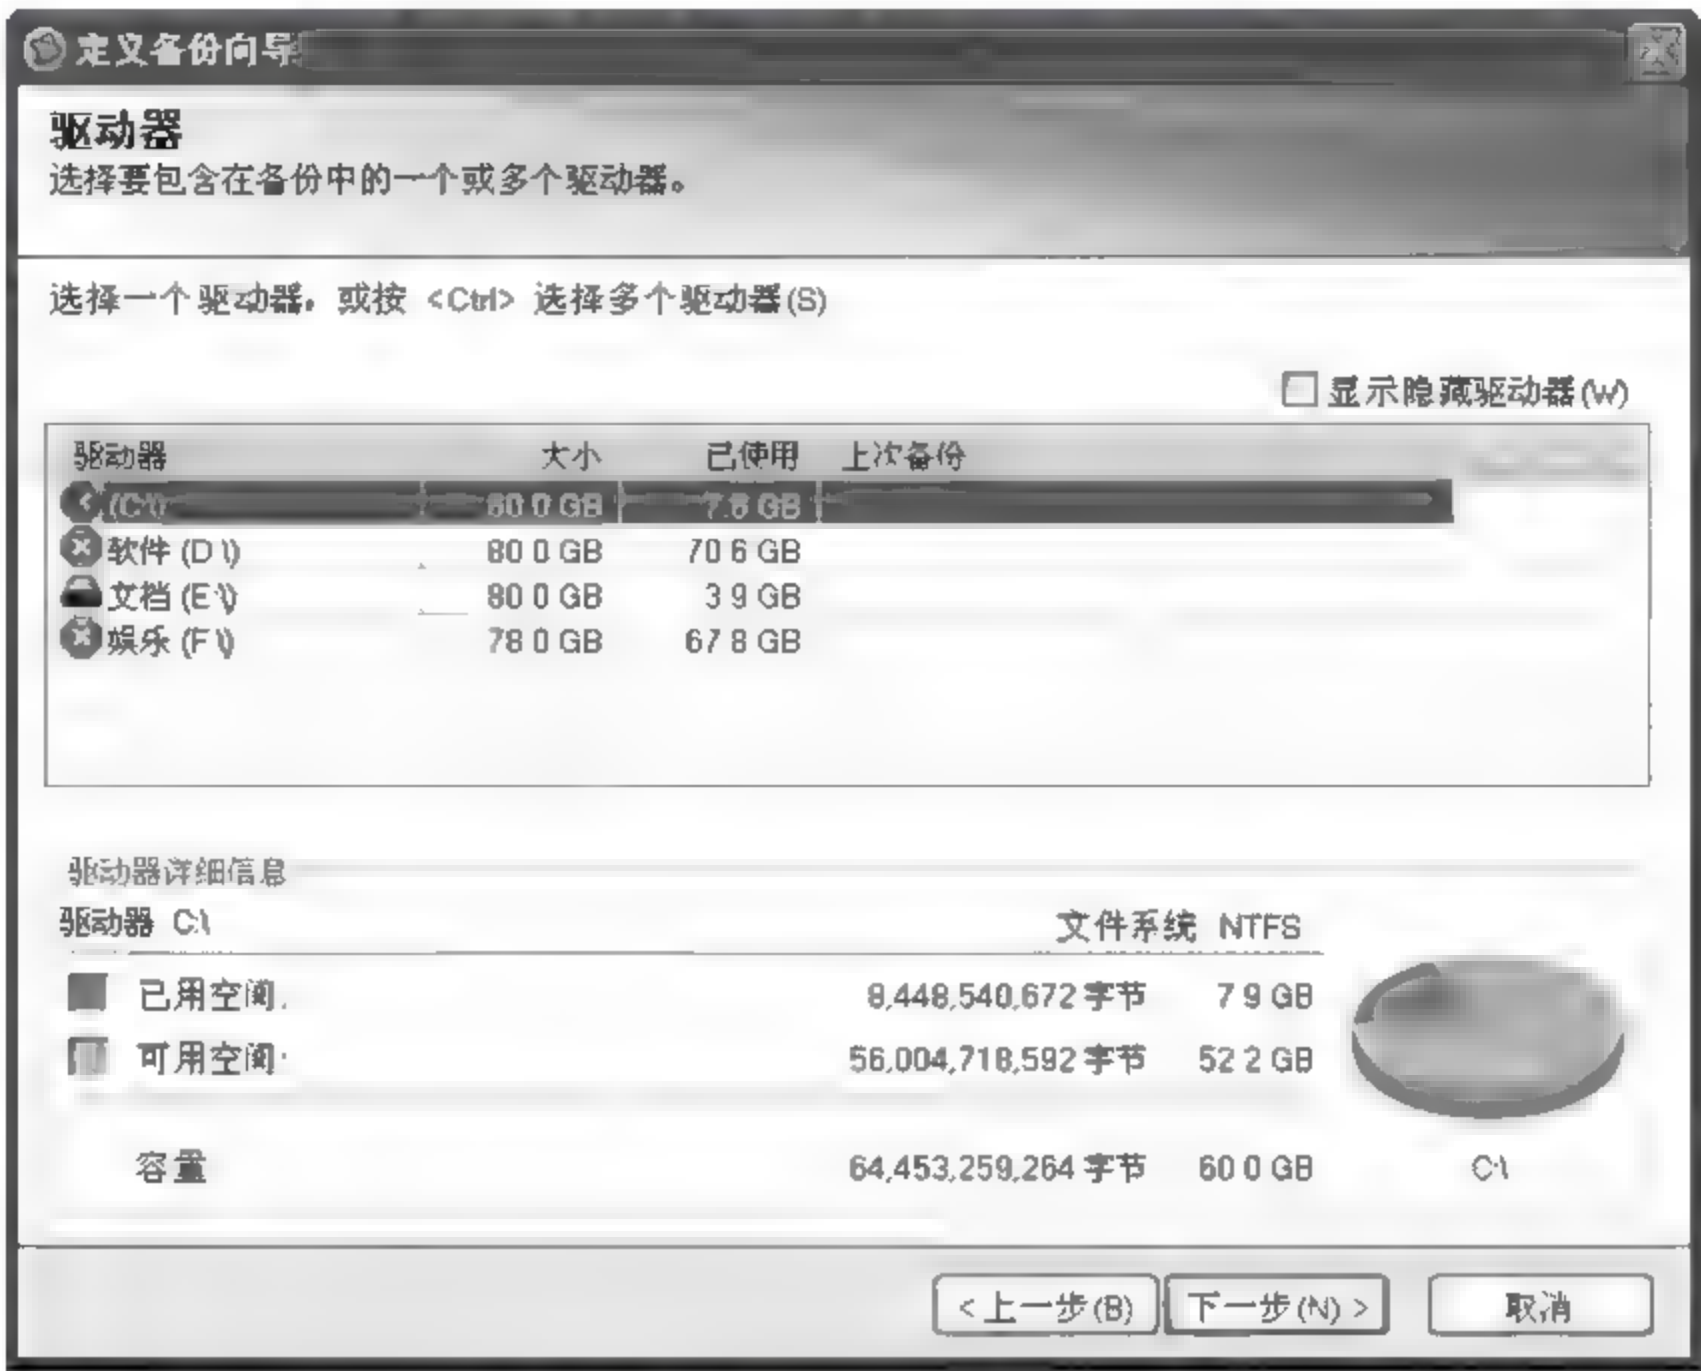 定义备份向导
驱动器
选择要包含在备份中的一个或多个驱动器。
选择一个驱动器，或按 <Ctrl> 选择多个驱动器(S)
显示隐藏驱动器(W)
驱动器 大小 已使用 上次备份
(C:\) 60 0 GB GB
软件 (D:\) 80 0 GB 70 6 GB
文档 (E:\) 80 0 GB 3 9 GB
娱乐 (F:\) 78 0 GB 67 8 GB
驱动器详细信息
驱动器 C:\ 文件系统 NTFS
已用空间: 8,448,540,672 字节 7 9 GB
可用空间: 56,004,718,592 字节 52 2 GB
容量 64,453,259,264 字节 60 0 GB C:\
< 上一步(B) 下一步(N) > 取消